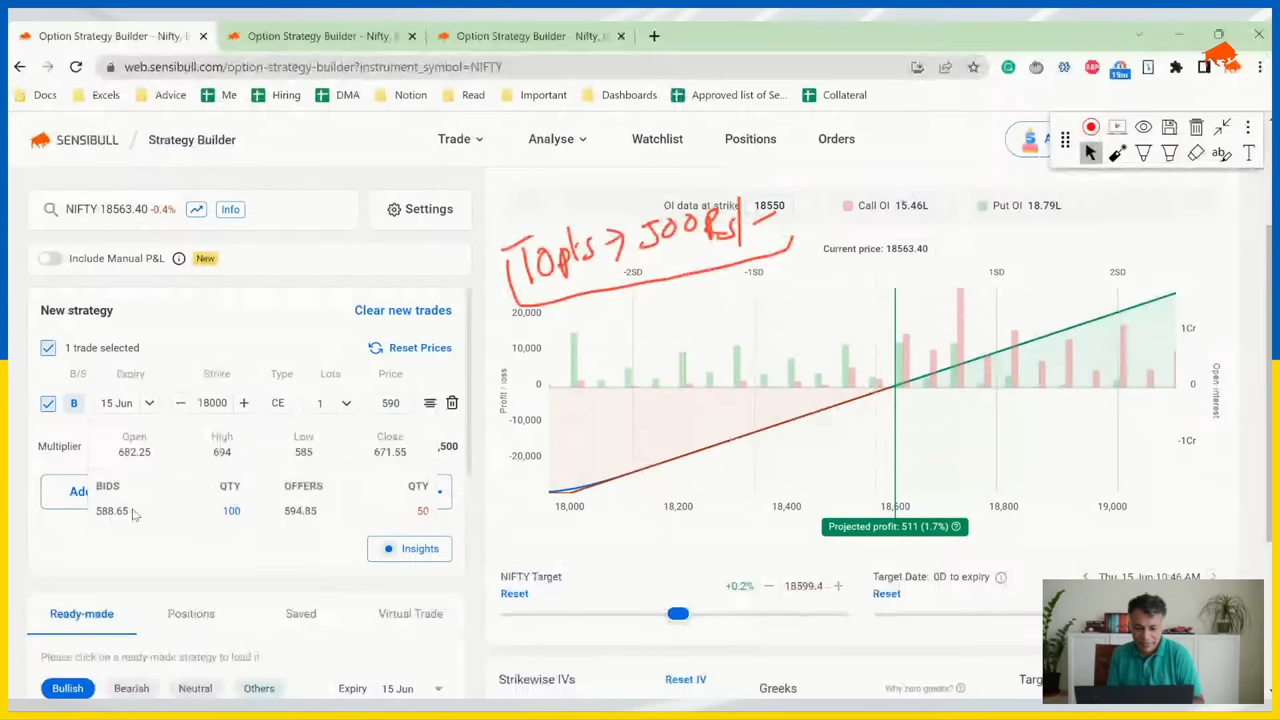 Option Strategy Builder - Nifty, Option Strategy Builder - Nifty, Option Strategy Builder - Nifty,
web.sensibull.com/option-strategy-builder?instrument_symbol=NIFTY
Docs Excels Advice Me Hiring DMA Notion Read Important Dashboards Approved list of Se... Collateral
SENSIBULL / Strategy Builder Trade Analyse Watchlist Positions Orders
NIFTY 18563.40 -0.4% Info Settings
OI data at strike 18550 Call OI 15.46L Put OI 18.79L
10pts → 500Rs
Current price: 18563.40
Include Manual P&L New
-2SD -1SD 1SD 2SD
New strategy Clear new trades
1 trade selected Reset Prices
B/S Expiry Strike Type Lots Price
B 15 Jun 18000 CE 1 590
Open High Low Close
Multiplier 682.25 694 585 671.55 ,500
BIDS QTY OFFERS QTY
588.65 100 594.85 50
Insights
20,000
10,000
0
-10,000
-20,000
Profit / loss
1Cr
0
-1Cr
Open interest
18,000 18,200 18,400 18,600 18,800 19,000
Projected profit: 511 (1.7%)
NIFTY Target +0.2% 18599.4 Target Date: 0D to expiry Thu, 15 Jun 10:46 AM
Reset Reset
Ready-made Positions Saved Virtual Trade
Please click on a ready-made strategy to load it
Bullish Bearish Neutral Others Expiry 15 Jun
Strikewise IVs Reset IV Greeks Why zero greeks?